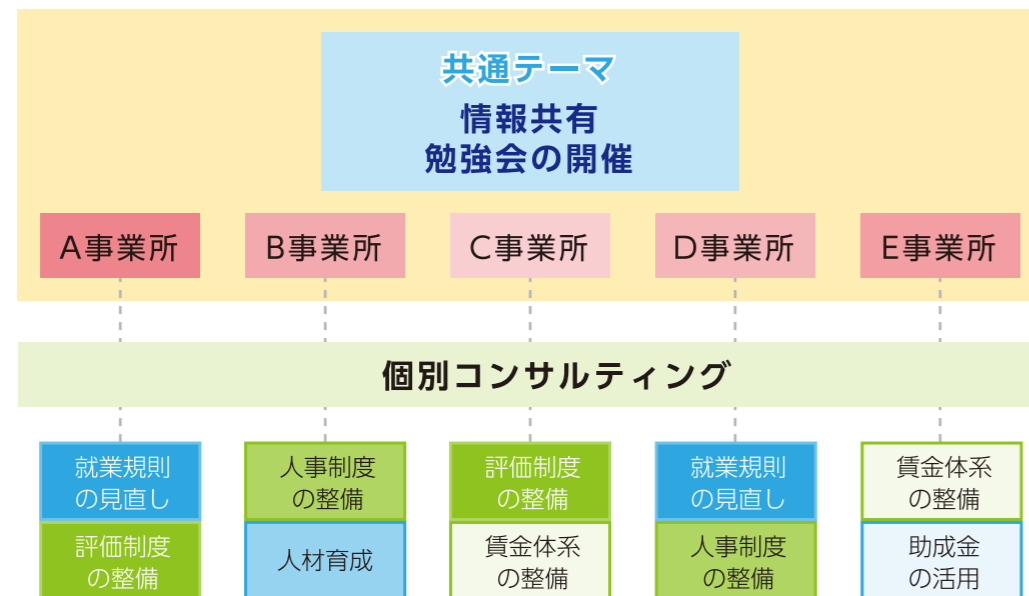 共通テーマ
情報共有
勉強会の開催
A事業所
B事業所
C事業所
D事業所
E事業所
個別コンサルティング
就業規則
の見直し
評価制度
の整備
人事制度
の整備
人材育成
評価制度
の整備
賃金体系
の整備
就業規則
の見直し
人事制度
の整備
賃金体系
の整備
助成金
の活用